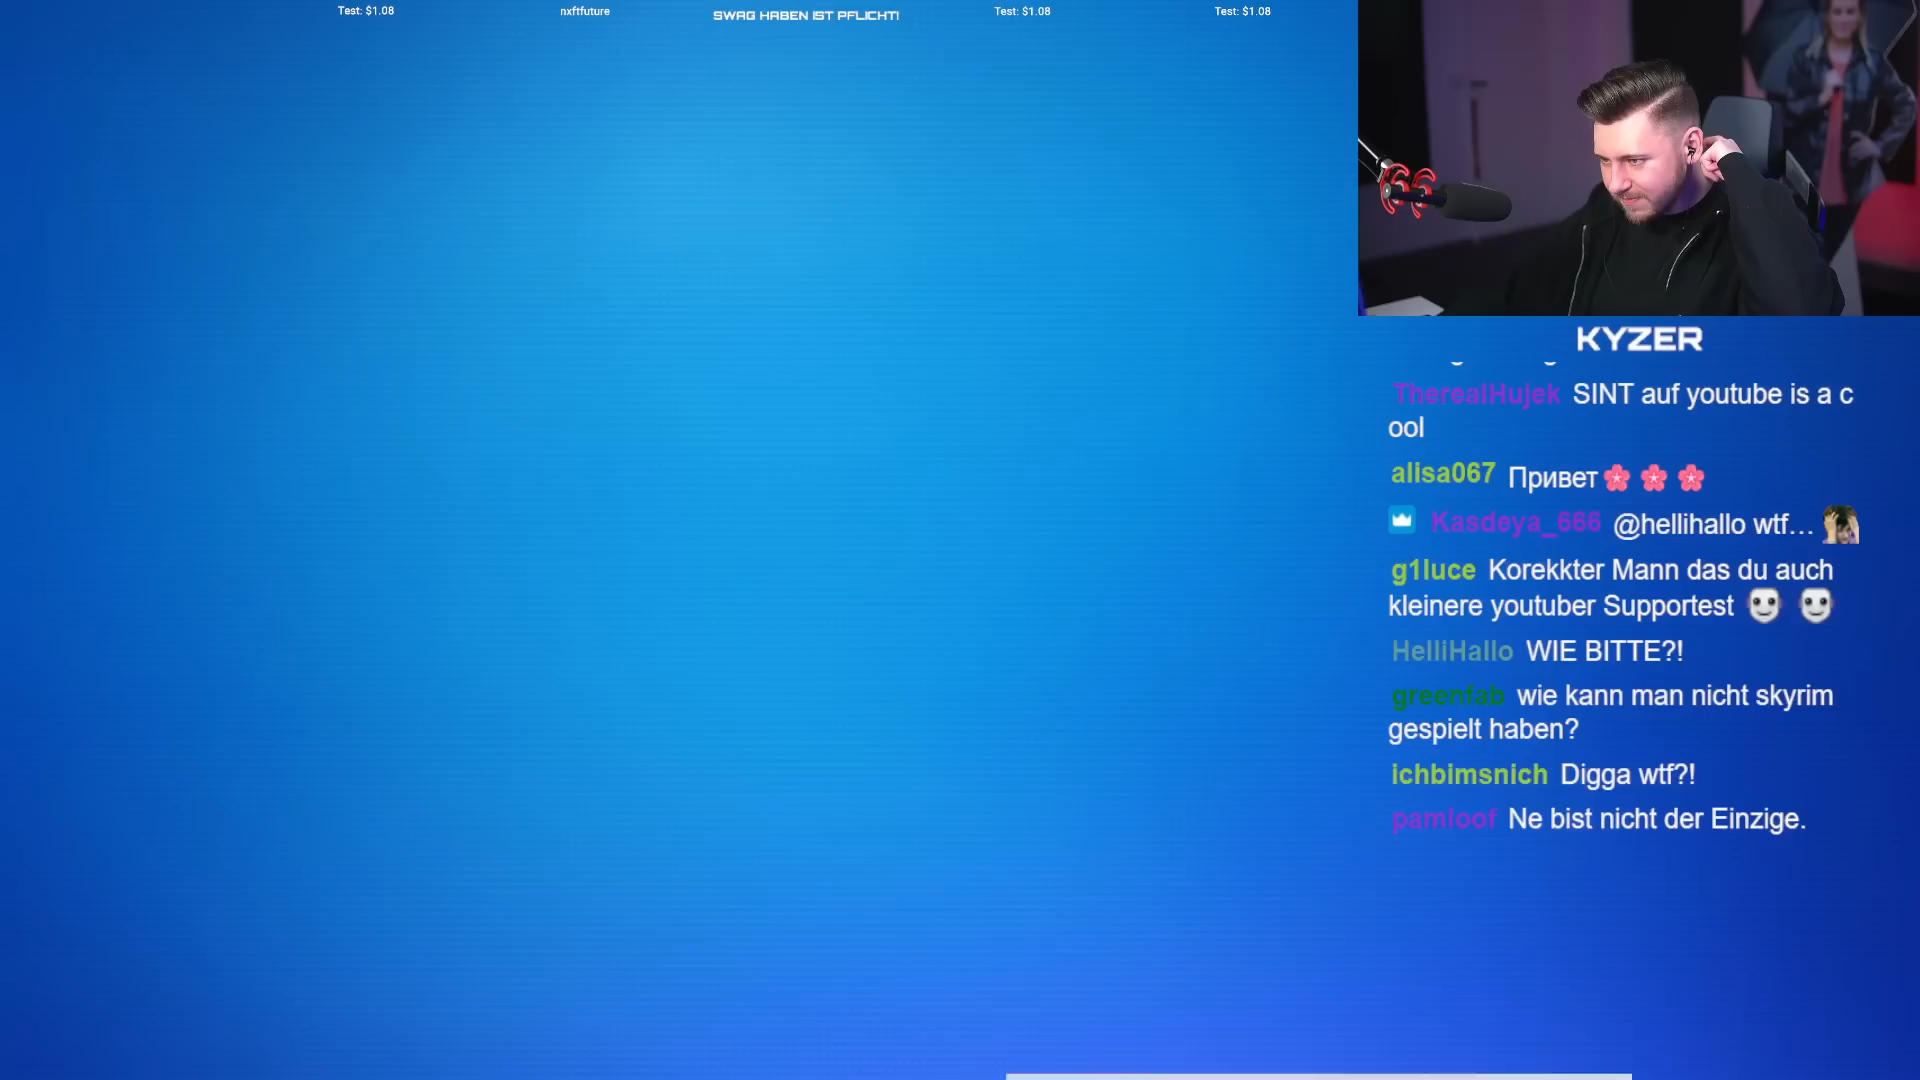 Test: $1.08
nxftfuture
SWAG HABEN IST PFLICHT!
Test: $1.08
Test: $1.08
KYZER
TherealHujek SINT auf youtube is a c
ool
alisa067 Привет🌸 🌸 🌸
Kasdeya_666 @hellihallo wtf...
g1luce Korekkter Mann das du auch
kleinere youtuber Supportest
HelliHallo WIE BITTE?!
greenfab wie kann man nicht skyrim
gespielt haben?
ichbimsnich Digga wtf?!
pamloof Ne bist nicht der Einzige.